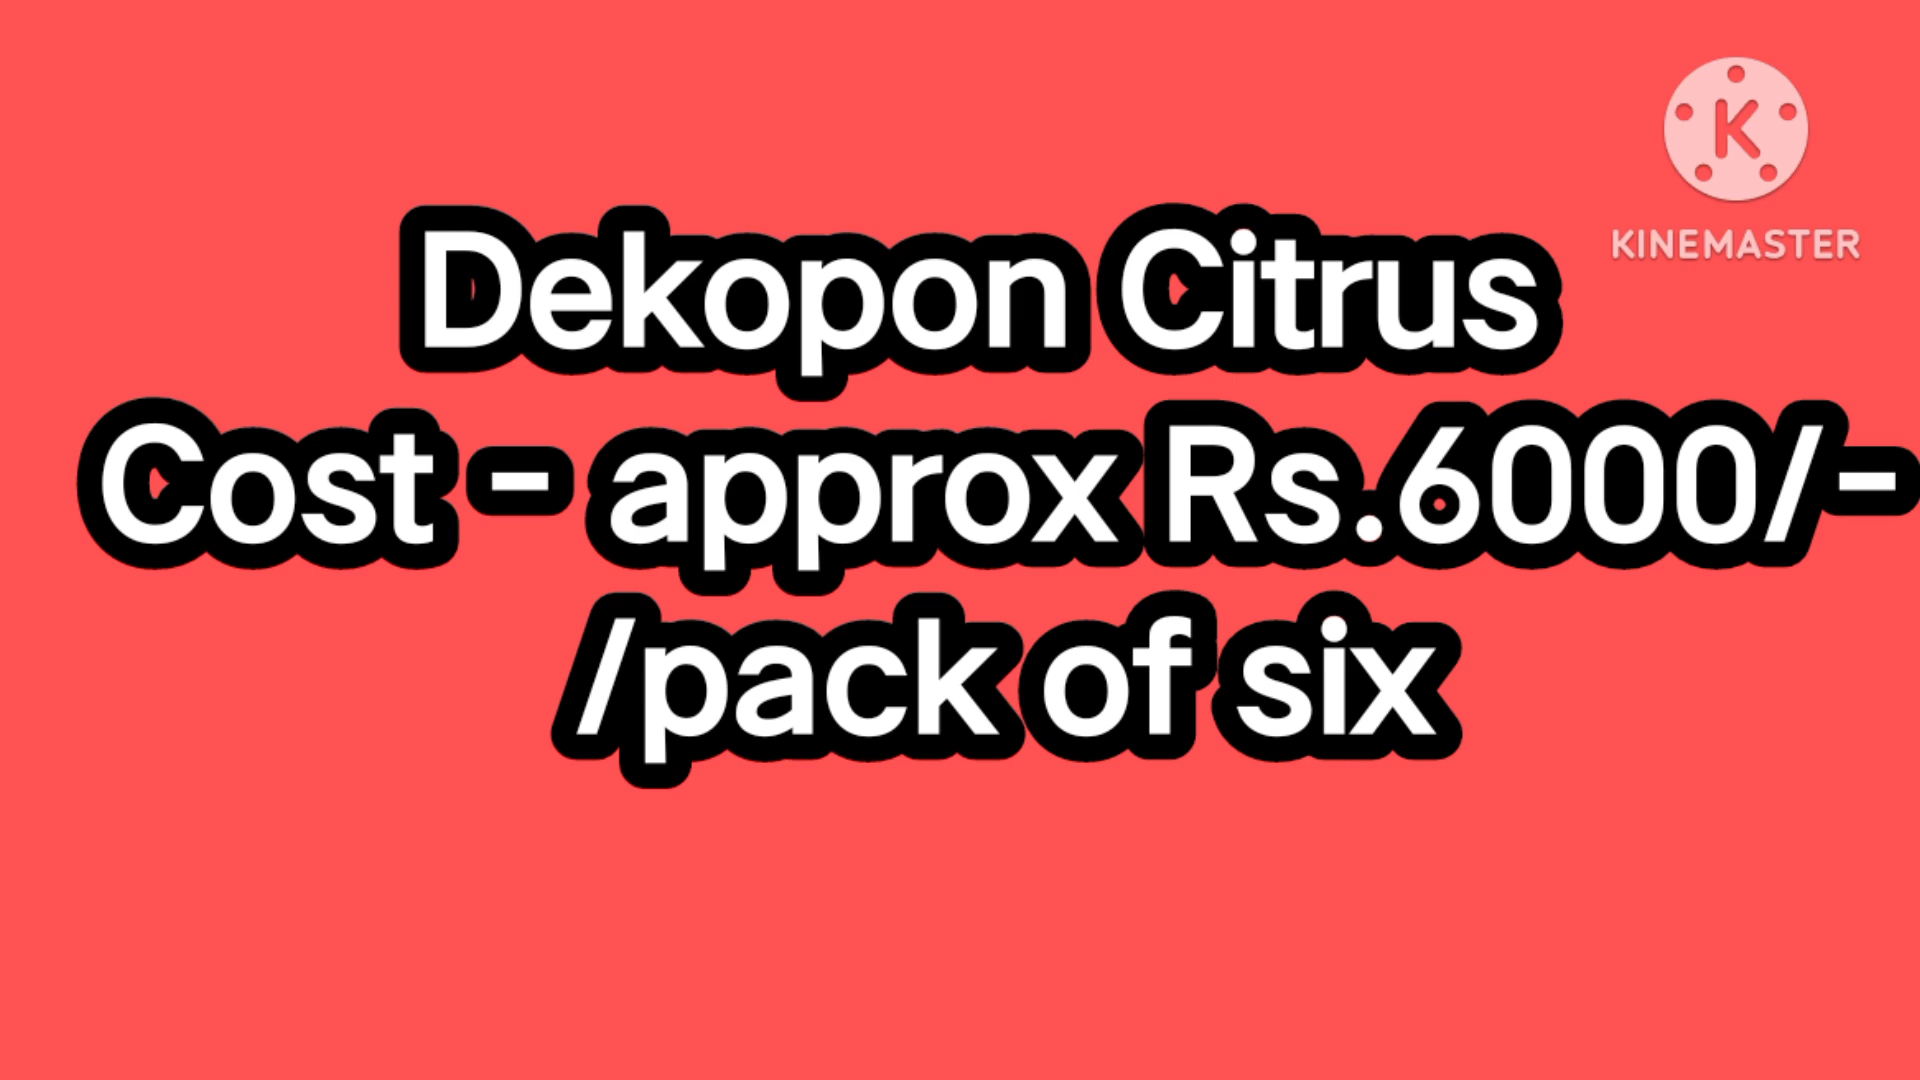 KINEMASTER
Dekopon Citrus
Cost - approx Rs.6000/-
/pack of six